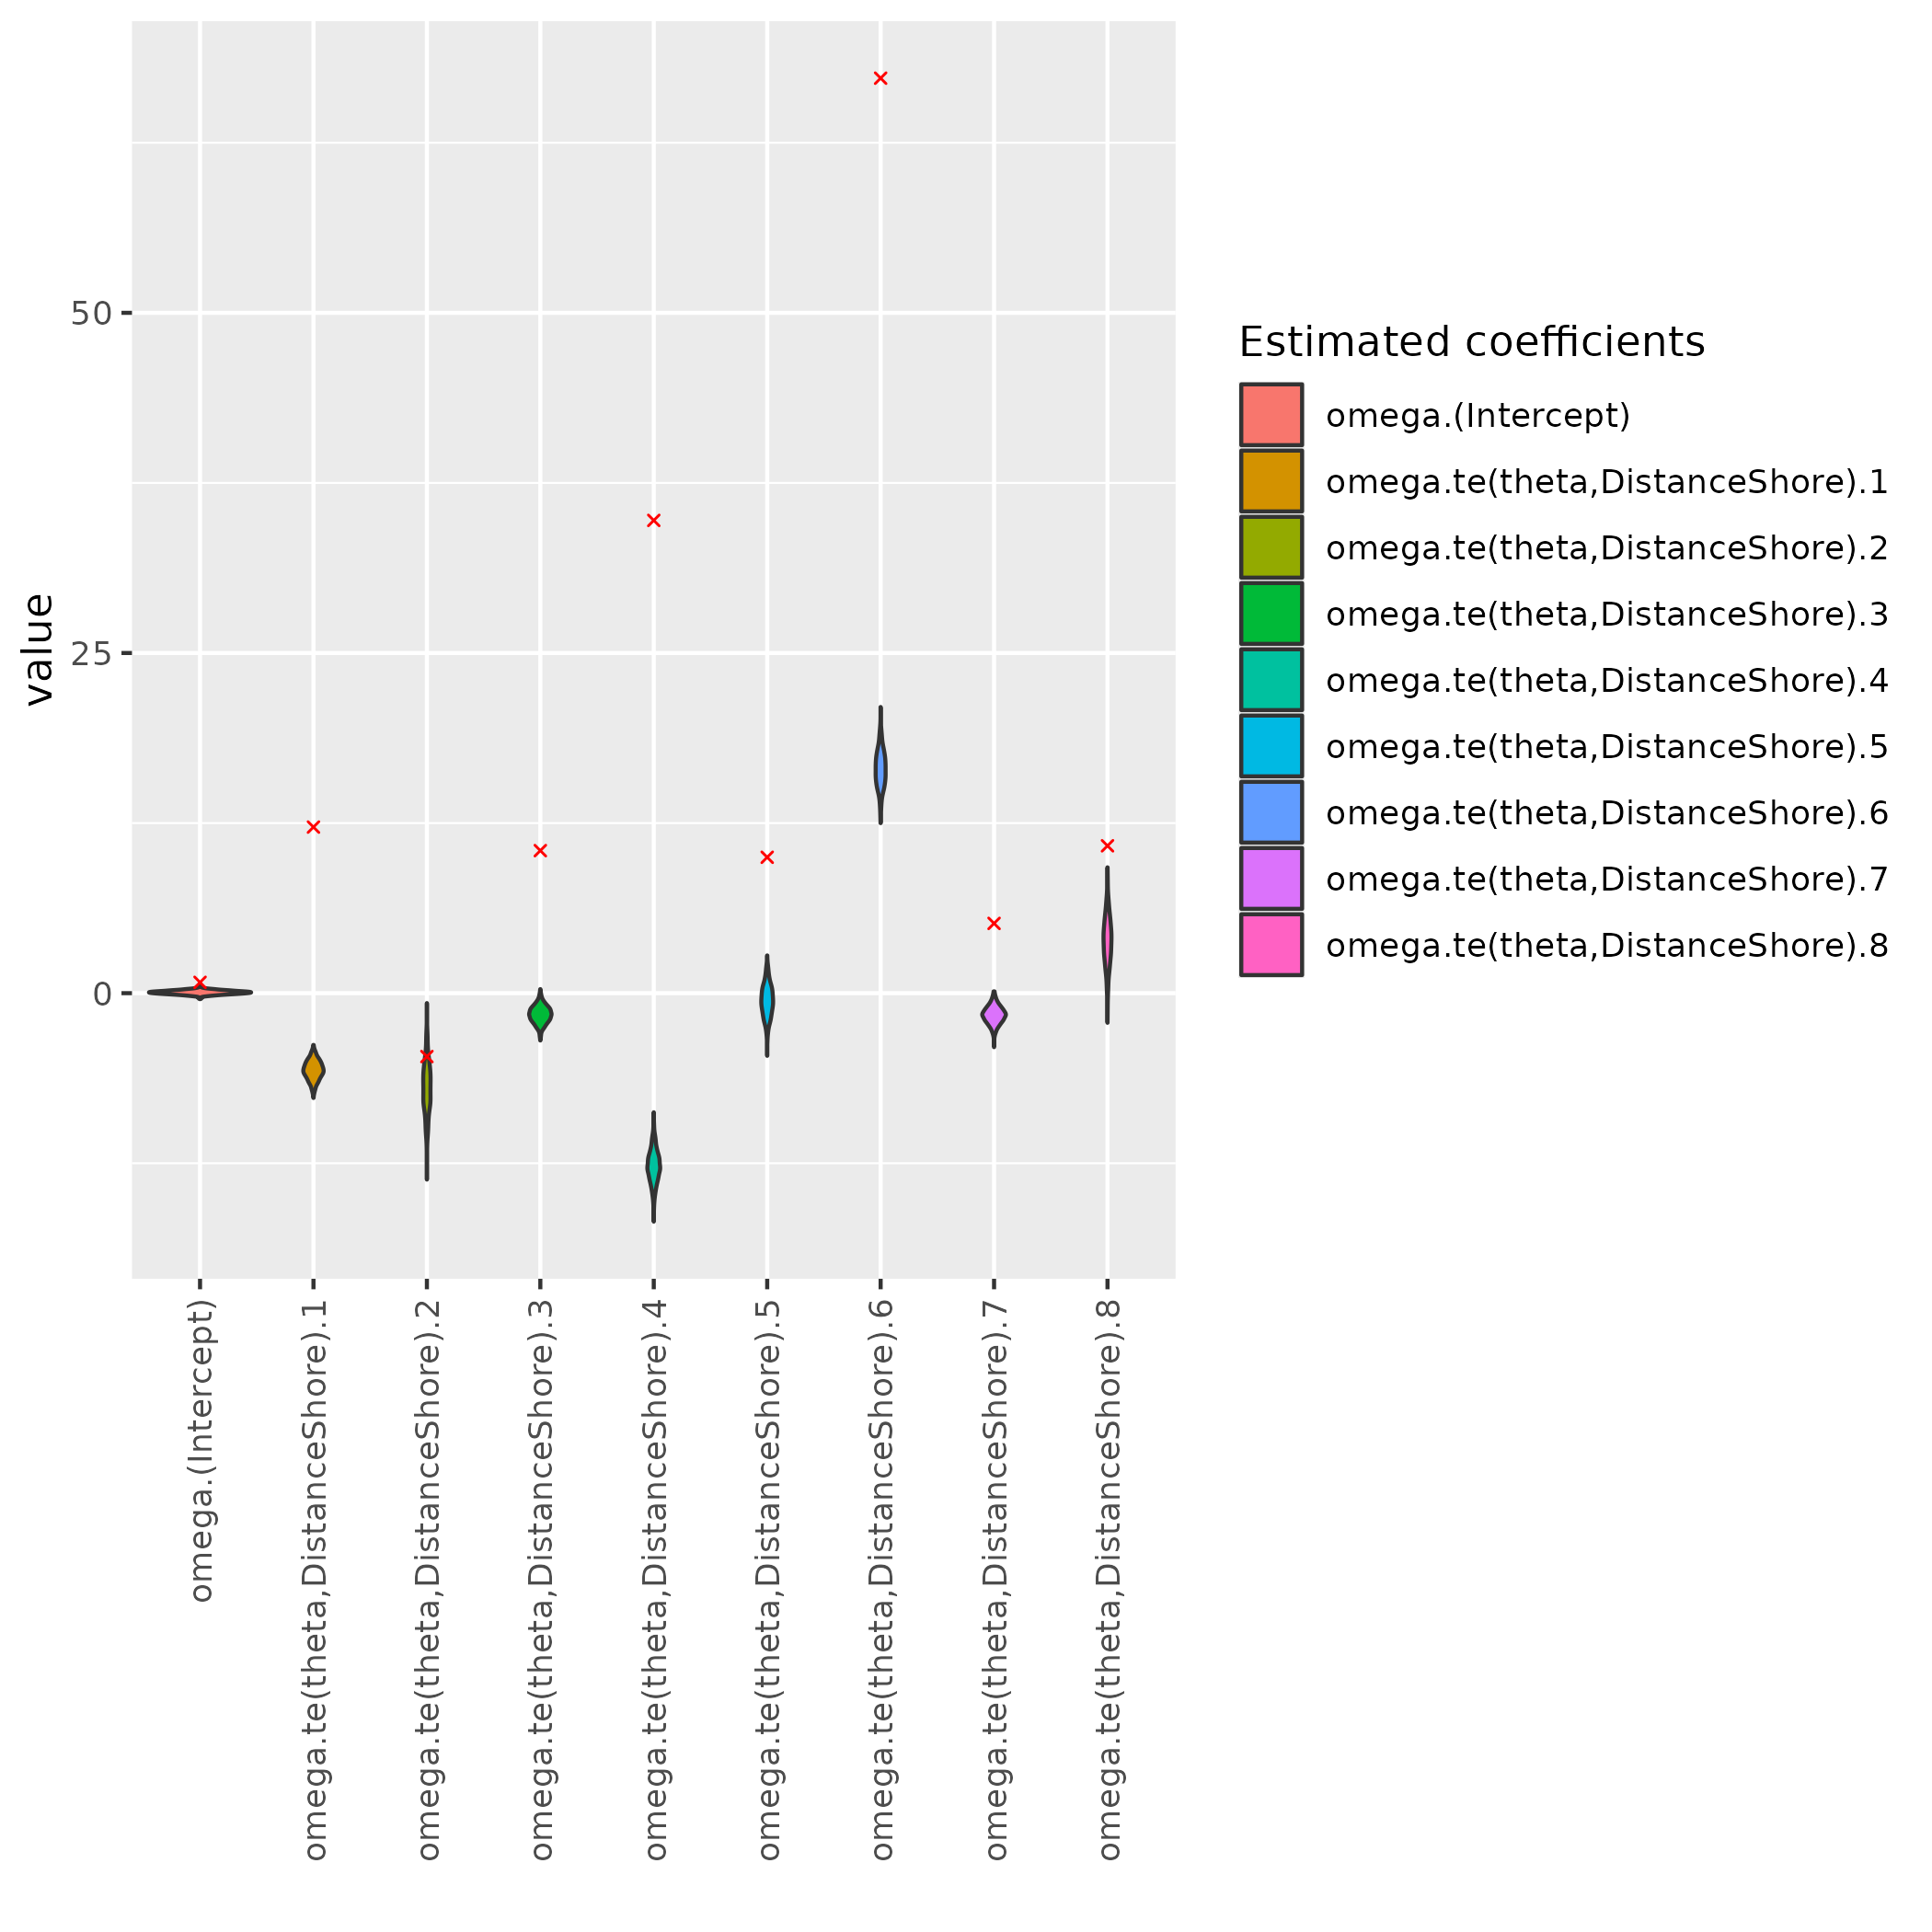 value
50
25
0
omega.(Intercept)
omega.te(theta,DistanceShore).1
omega.te(theta,DistanceShore).2
omega.te(theta,DistanceShore).3
omega.te(theta,DistanceShore).4
omega.te(theta,DistanceShore).5
omega.te(theta,DistanceShore).6
omega.te(theta,DistanceShore).7
omega.te(theta,DistanceShore).8
Estimated coefficients
omega.(Intercept)
omega.te(theta,DistanceShore).1
omega.te(theta,DistanceShore).2
omega.te(theta,DistanceShore).3
omega.te(theta,DistanceShore).4
omega.te(theta,DistanceShore).5
omega.te(theta,DistanceShore).6
omega.te(theta,DistanceShore).7
omega.te(theta,DistanceShore).8